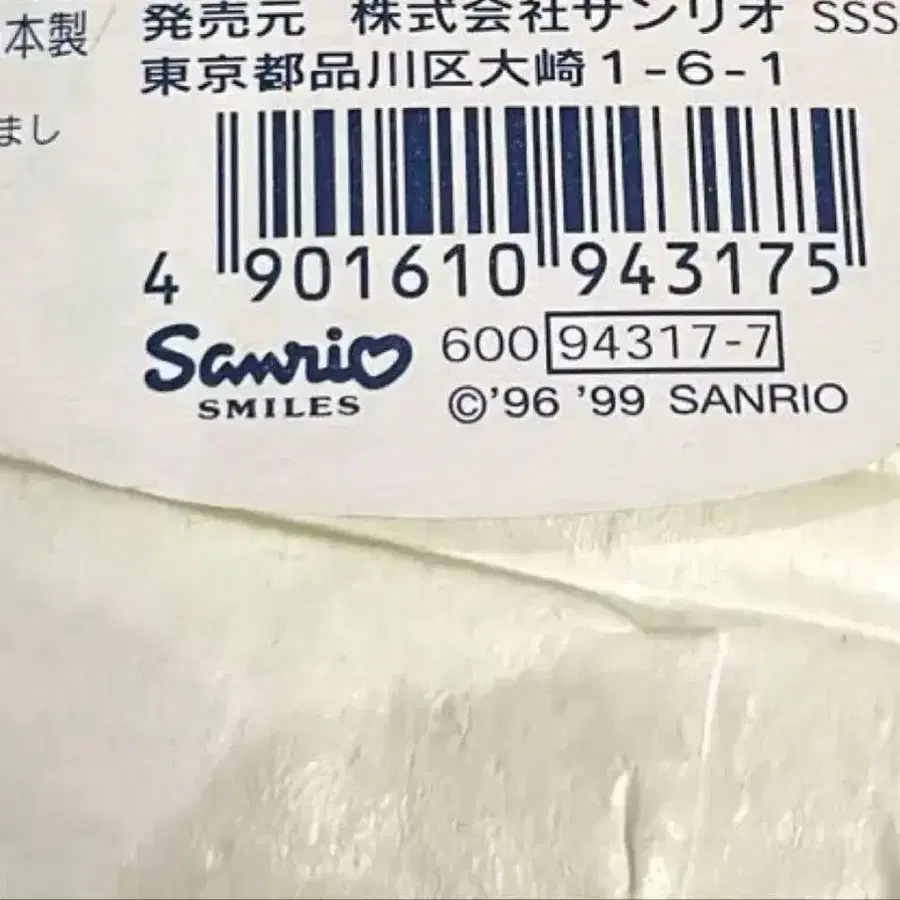 本製
発売元 株式会社サンリオ SSS
東京都品川区大崎1-6-1
まし
4 901610 943175
Sanrio
SMILES
600 94317-7
©'96 '99 SANRIO